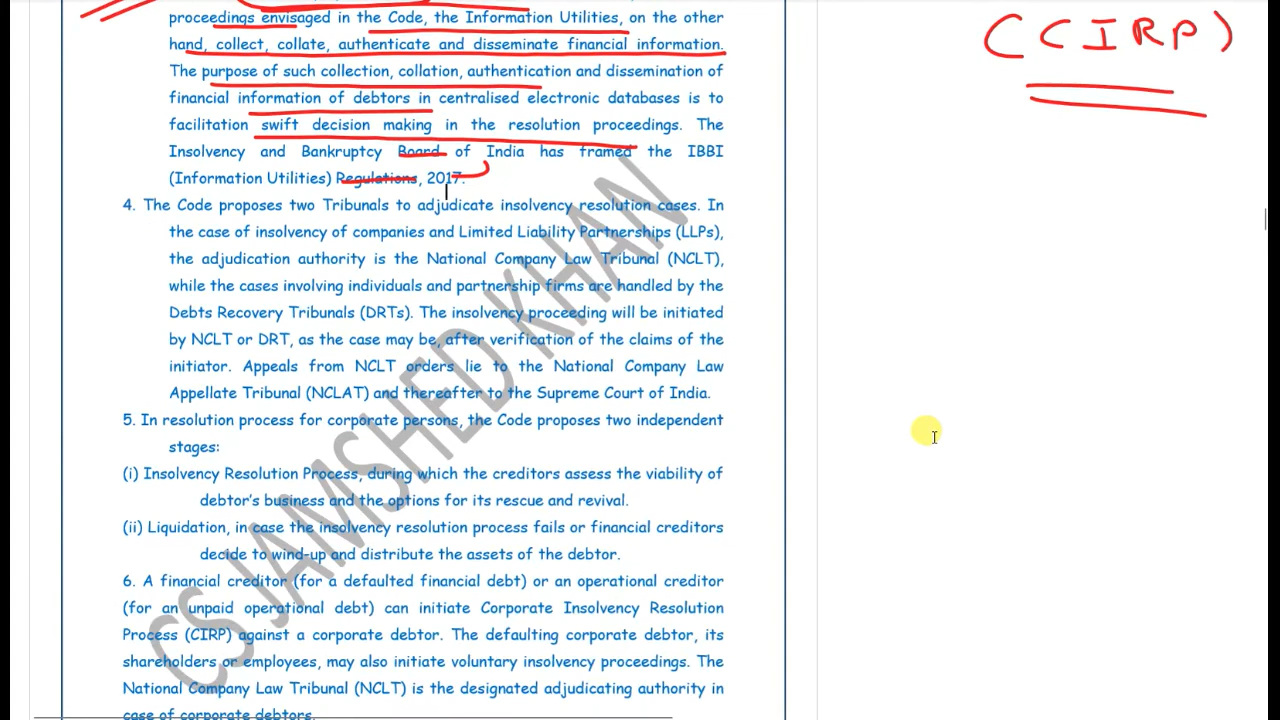 proceedings envisaged in the Code, the Information Utilities, on the other
hand, collect, collate, authenticate and disseminate financial information.
The purpose of such collection, collation, authentication and dissemination of
financial information of debtors in centralised electronic databases is to
facilitation swift decision making in the resolution proceedings. The
Insolvency and Bankruptcy Board of India has framed the IBBI
(Information Utilities) Regulations, 2017.
4. The Code proposes two Tribunals to adjudicate insolvency resolution cases. In
the case of insolvency of companies and Limited Liability Partnerships (LLPs),
the adjudication authority is the National Company Law Tribunal (NCLT),
while the cases involving individuals and partnership firms are handled by the
Debts Recovery Tribunals (DRTs). The insolvency proceeding will be initiated
by NCLT or DRT, as the case may be, after verification of the claims of the
initiator. Appeals from NCLT orders lie to the National Company Law
Appellate Tribunal (NCLAT) and thereafter to the Supreme Court of India.
5. In resolution process for corporate persons, the Code proposes two independent
stages:
(i) Insolvency Resolution Process, during which the creditors assess the viability of
debtor's business and the options for its rescue and revival.
(ii) Liquidation, in case the insolvency resolution process fails or financial creditors
decide to wind-up and distribute the assets of the debtor.
6. A financial creditor (for a defaulted financial debt) or an operational creditor
(for an unpaid operational debt) can initiate Corporate Insolvency Resolution
Process (CIRP) against a corporate debtor. The defaulting corporate debtor, its
shareholders or employees, may also initiate voluntary insolvency proceedings. The
National Company Law Tribunal (NCLT) is the designated adjudicating authority in
case of corporate debtors.
CS JAMSHED KHAN
(CIRP)